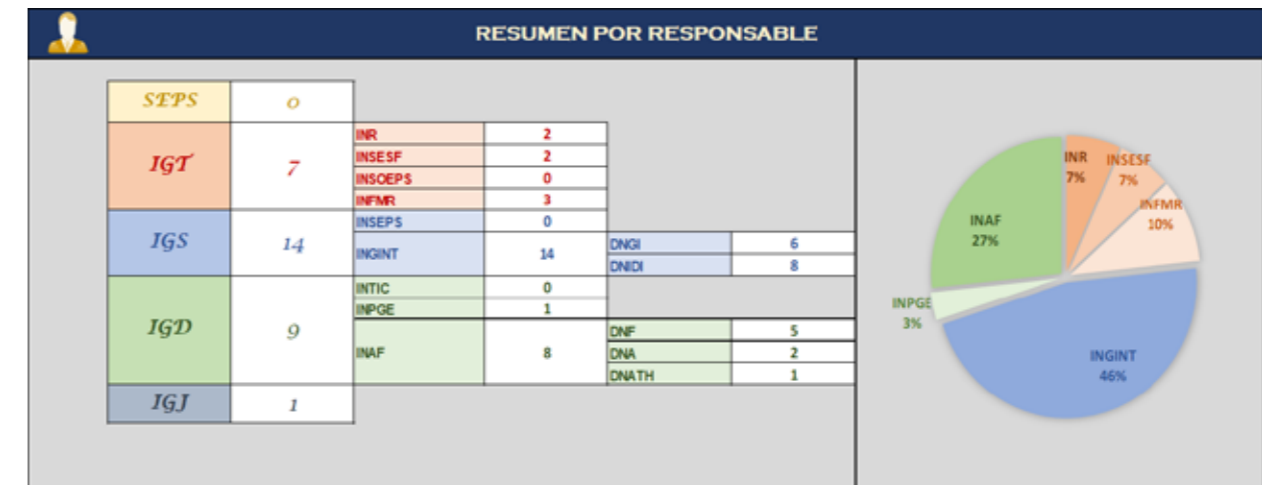 RESUMEN POR RESPONSABLE
SEPS 0
IGT 7
INR 2
INSESF 2
INSOEPS 0
INFMR 3
IGS 14
INSEPS 0
INGINT 14
DNGI 6
DNIDI 8
IGD 9
INTIC 0
INPGE 1
INAF 8
DNF 5
DNA 2
DNATH 1
IGJ 1
INR
7%
INSESF
7%
INFMR
10%
INAF
27%
INPGE
3%
INGINT
46%